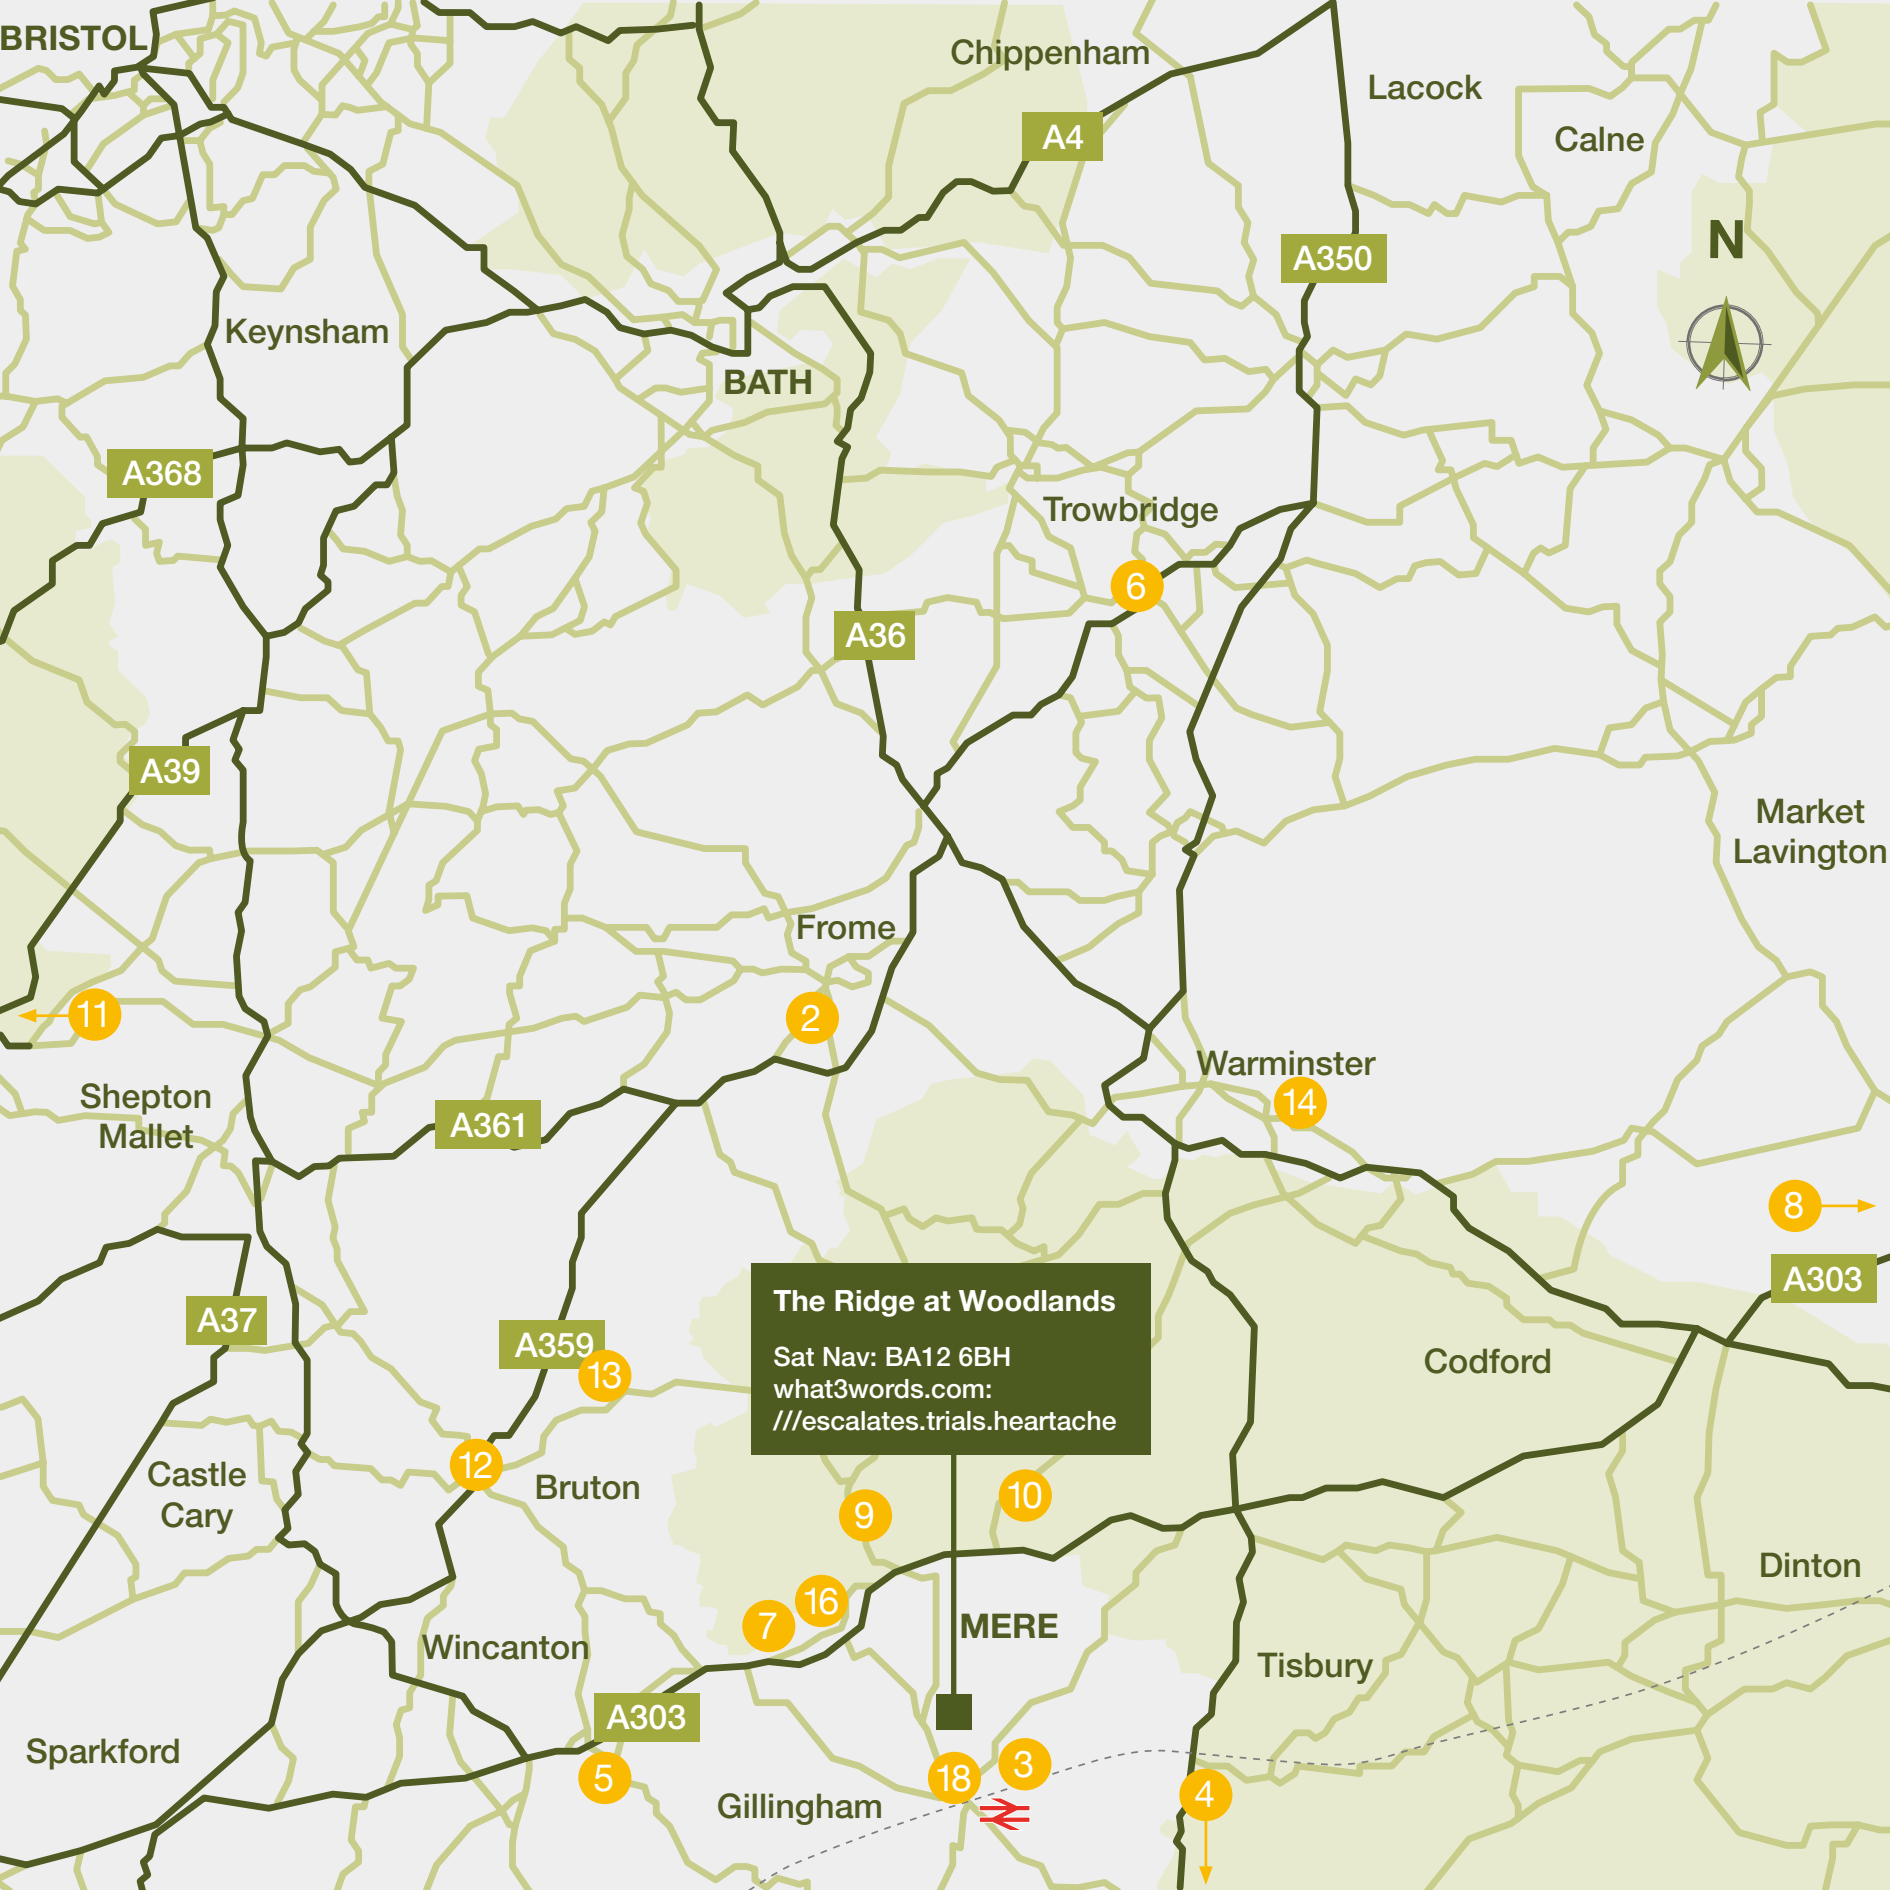 BRISTOL
Chippenham
Lacock
A4
Calne
N
A350
Keynsham
BATH
A368
Trowbridge
6
A36
A39
Market
Lavington
Frome
11
2
Warminster
14
Shepton
Mallet
A361
8
A303
A37
The Ridge at Woodlands
Sat Nav: BA12 6BH
what3words.com:
///escalates.trials.heartache
A359
13
Codford
12
Castle
Cary
Bruton
10
9
Dinton
16
7
MERE
Wincanton
Tisbury
A303
Sparkford
3
18
5
4
Gillingham